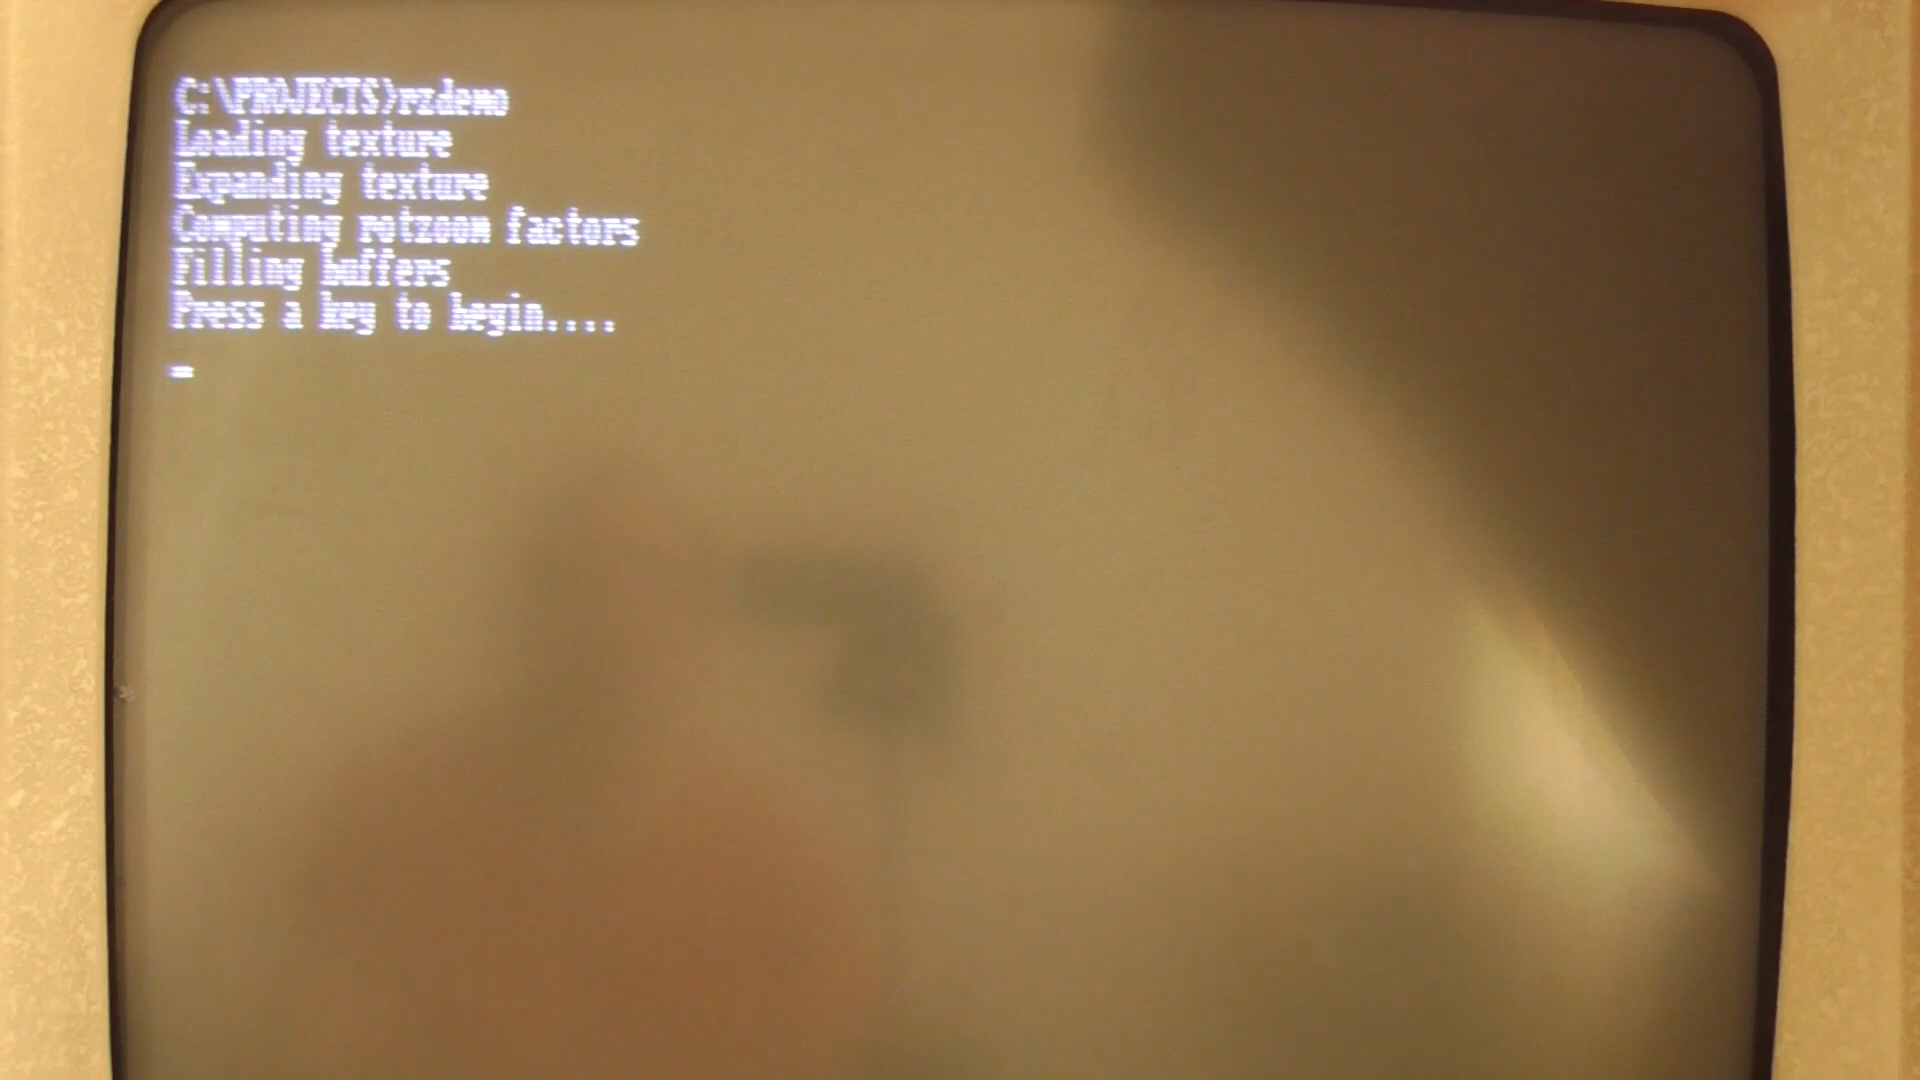 C:\PROJECTS>rzdemo
Loading texture
Expanding texture
Computing rotzoom factors
Filling buffers
Press a key to begin....